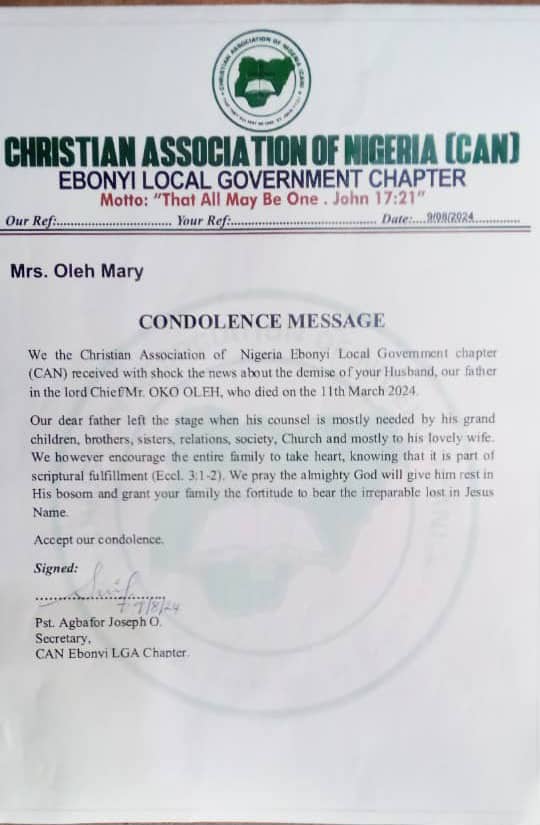 CHRISTIAN ASSOCIATION OF NIGERIA (CAN)
CHRISTIAN ASSOCIATION OF NIGERIA (CAN)
EBONYI LOCAL GOVERNMENT CHAPTER
Motto: "That All May Be One . John 17:21"
Our Ref:................................ Your Ref:........................................ Date:....9/08/2024.............
Mrs. Oleh Mary
CONDOLENCE MESSAGE
We the Christian Association of Nigeria Ebonyi Local Government chapter
(CAN) received with shock the news about the demise of your Husband, our father
in the lord Chief/Mr. OKO OLEH, who died on the 11th March 2024.
Our dear father left the stage when his counsel is mostly needed by his grand
children, brothers, sisters, relations, society, Church and mostly to his lovely wife.
We however encourage the entire family to take heart, knowing that it is part of
scriptural fulfillment (Eccl. 3:1-2). We pray the almighty God will give him rest in
His bosom and grant your family the fortitude to bear the irreparable lost in Jesus
Name.
Accept our condolence.
Signed:
9/8/24
Pst. Agbafor Joseph O.
Secretary,
CAN Ebonyi LGA Chapter.